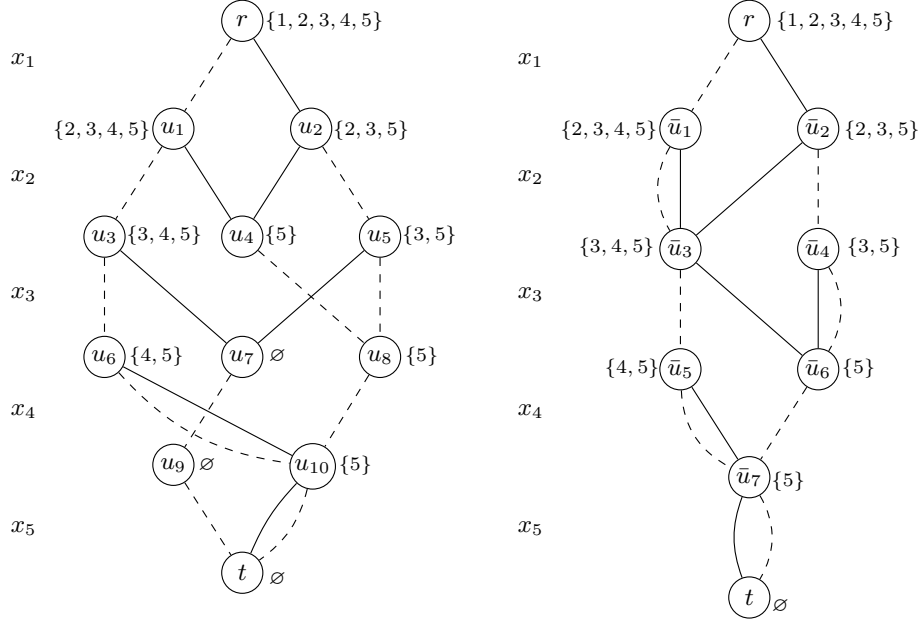 r {1, 2, 3, 4, 5}
x₁
{2, 3, 4, 5} u₁ u₂ {2, 3, 5}
x₂
u₃ {3, 4, 5} u₄ {5} u₅ {3, 5}
x₃
u₆ {4, 5} u₇ ∅ u₈ {5}
x₄
u₉ ∅ u₁₀ {5}
x₅
t ∅
r {1, 2, 3, 4, 5}
x₁
{2, 3, 4, 5} ū₁ ū₂ {2, 3, 5}
x₂
{3, 4, 5} ū₃ ū₄ {3, 5}
x₃
{4, 5} ū₅ ū₆ {5}
x₄
ū₇ {5}
x₅
t ∅